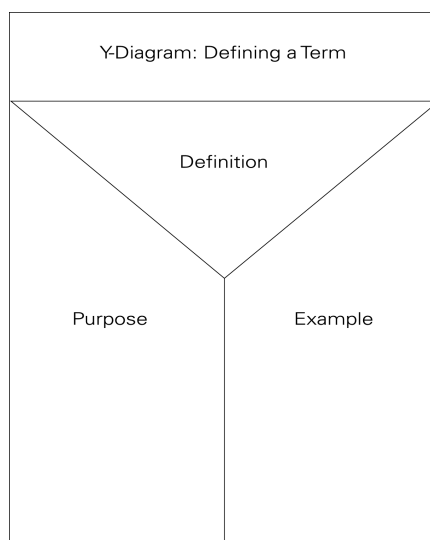 Y-Diagram: Defining a Term
Definition
Purpose
Example